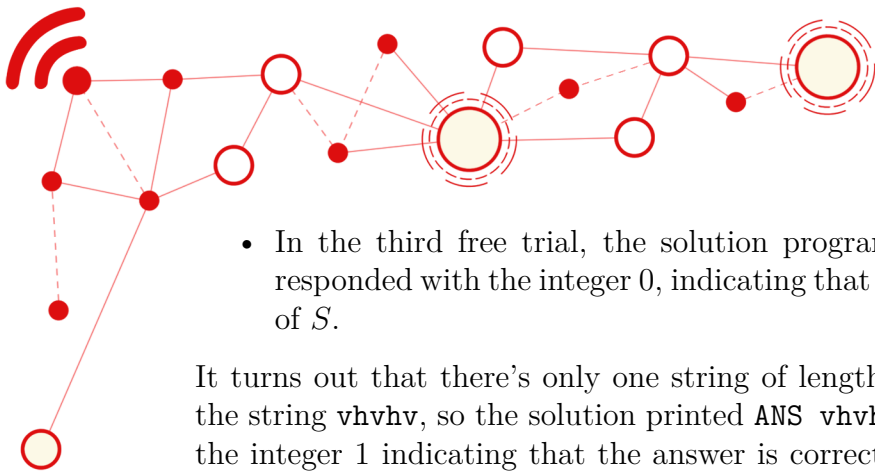 • In the third free trial, the solution program
responded with the integer 0, indicating that
of S.
It turns out that there's only one string of length
the string vhvhv, so the solution printed ANS vhvh
the integer 1 indicating that the answer is correct